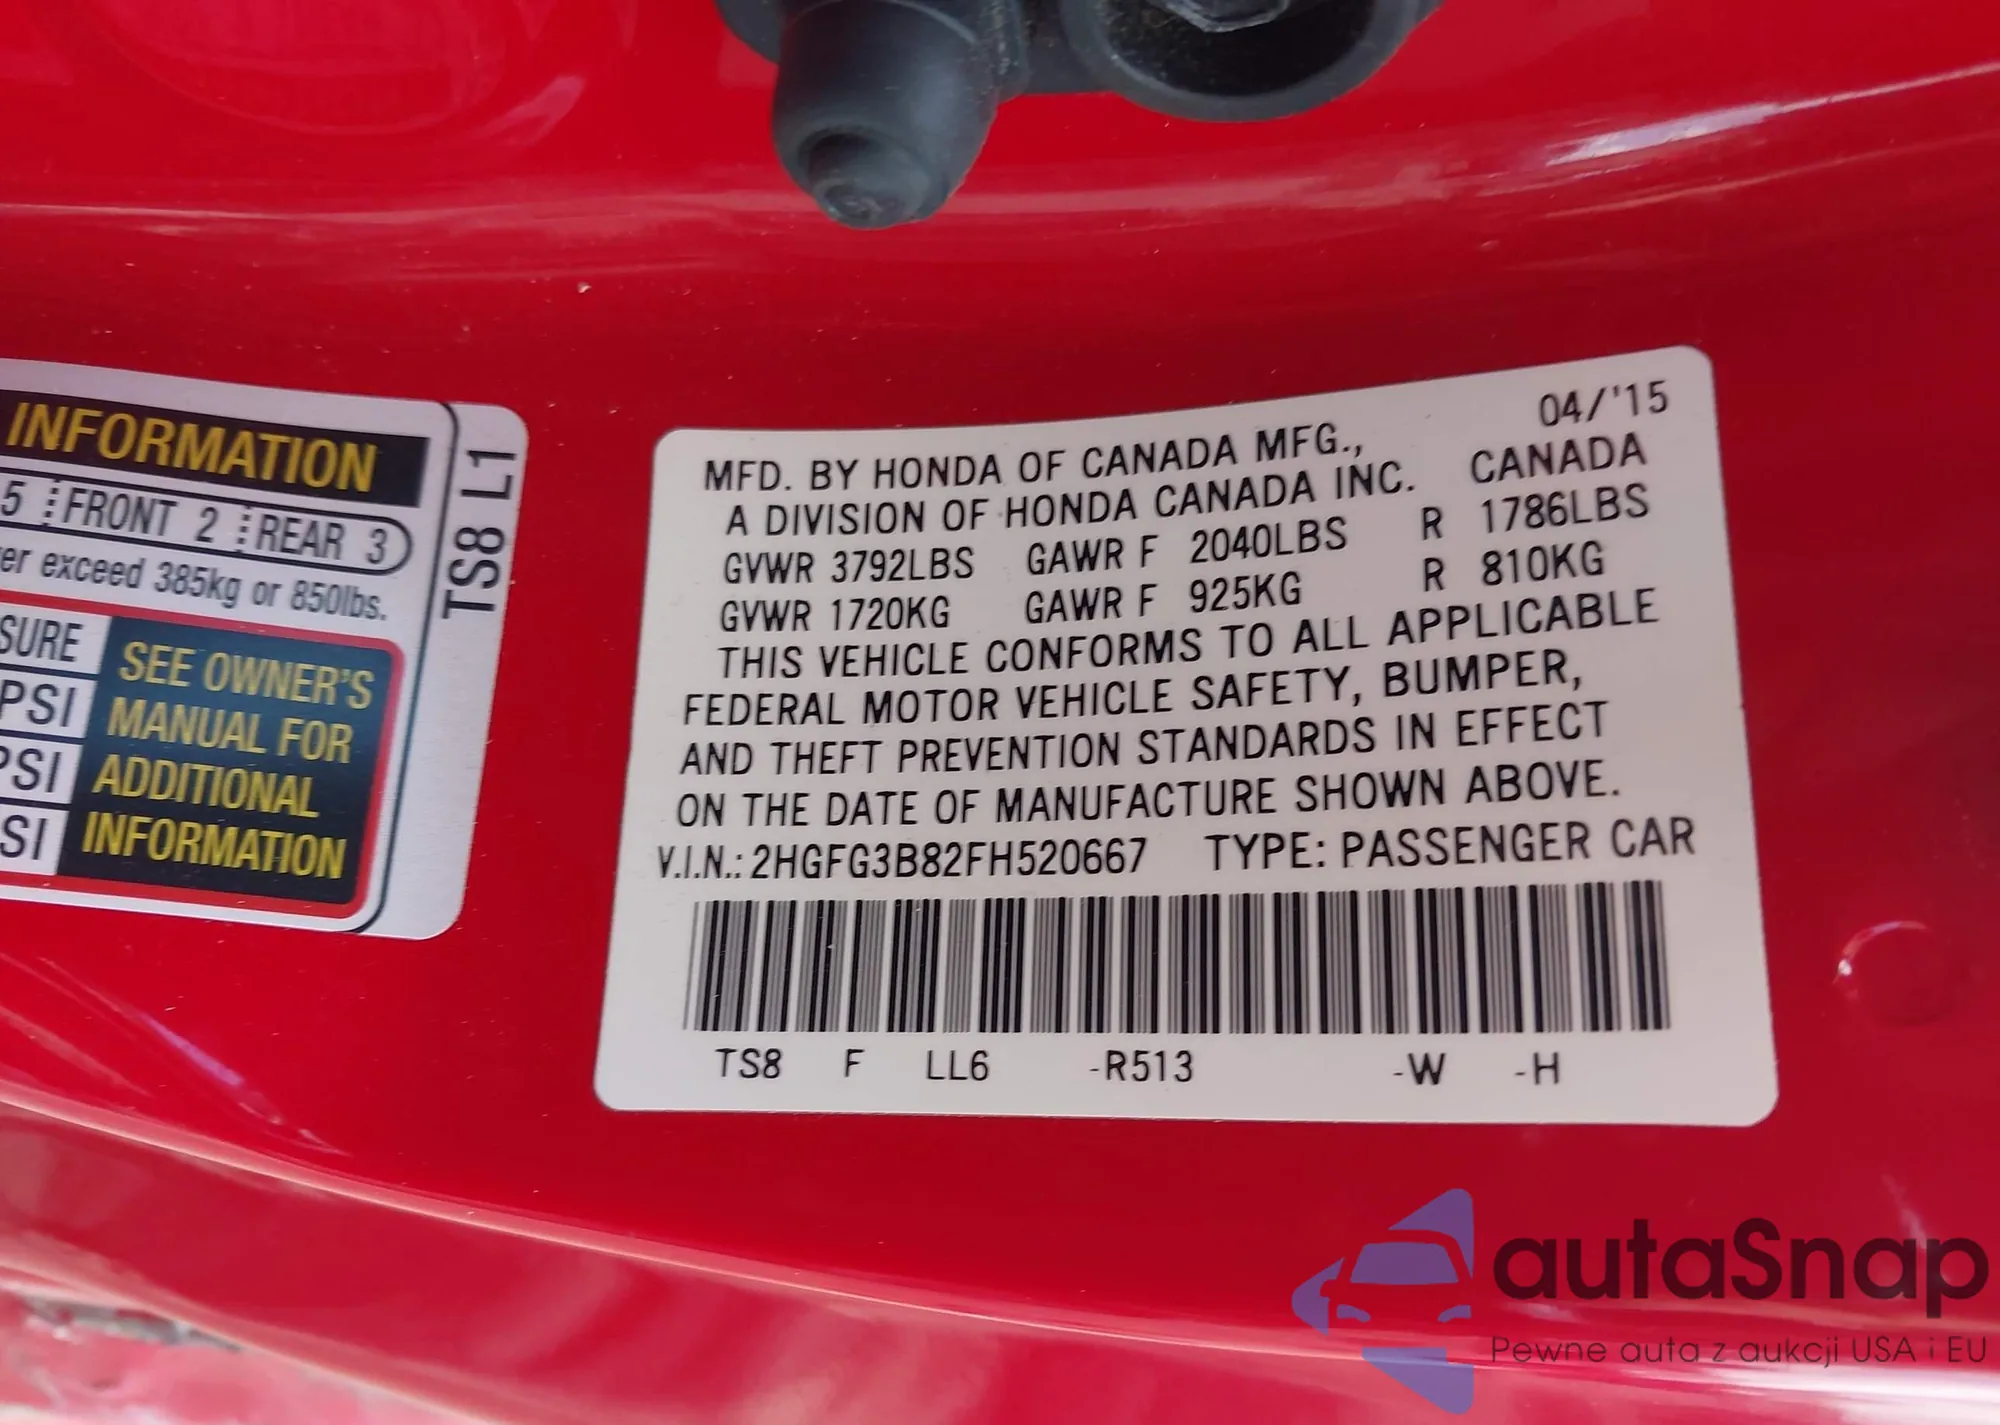 INFORMATION
5 FRONT 2 REAR 3
er exceed 385kg or 850lbs.
SURE
PSI
PSI
SI
SEE OWNER'S
MANUAL FOR
ADDITIONAL
INFORMATION
TS8 L1
04/'15
MFD. BY HONDA OF CANADA MFG.,
A DIVISION OF HONDA CANADA INC. CANADA
GVWR 3792LBS GAWR F 2040LBS R 1786LBS
GVWR 1720KG GAWR F 925KG R 810KG
THIS VEHICLE CONFORMS TO ALL APPLICABLE
FEDERAL MOTOR VEHICLE SAFETY, BUMPER,
AND THEFT PREVENTION STANDARDS IN EFFECT
ON THE DATE OF MANUFACTURE SHOWN ABOVE.
V.I.N.: 2HGFG3B82FH520667 TYPE: PASSENGER CAR
TS8 F LL6 -R513 -W -H
autaSnap
Pewne auta z aukcji USA i EU